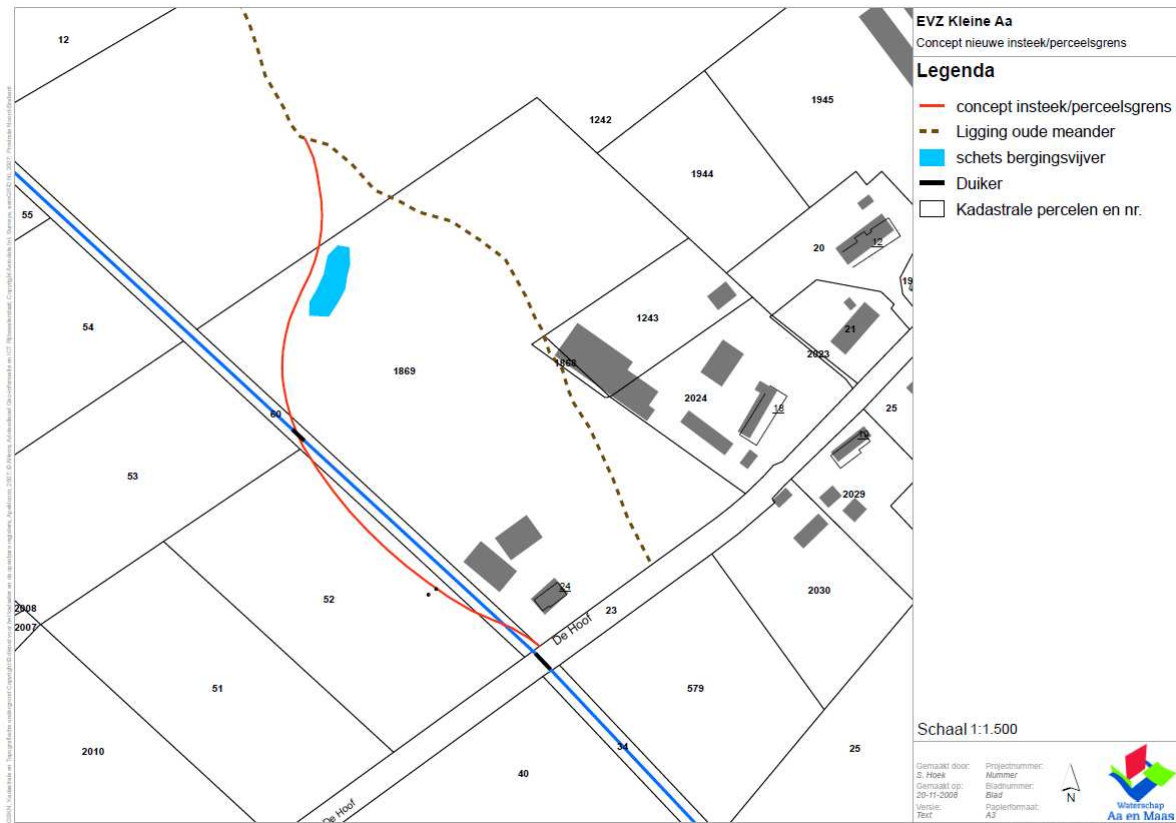 EVZ Kleine Aa
Concept nieuwe insteek/perceelsgrens
Legenda
concept insteek/perceelsgrens
Ligging oude meander
schets bergingsvijver
Duiker
Kadastrale percelen en nr.
12
1242
1945
1944
55
20
12
19
54
1243
21
2023
1869
1868
2024
18
25
60
19
53
2029
24
2030
52
2008
23
2007
De Hoof
51
579
2010
34
25
40
De Hoof
Schaal 1:1.500
Gemaakt door: Projectnummer:
S. Hoek Nummer
Gemaakt op: Bladnummer:
20-11-2008 Blad
Versie: Papierformaat:
Text A3
N
Waterschap
Aa en Maas